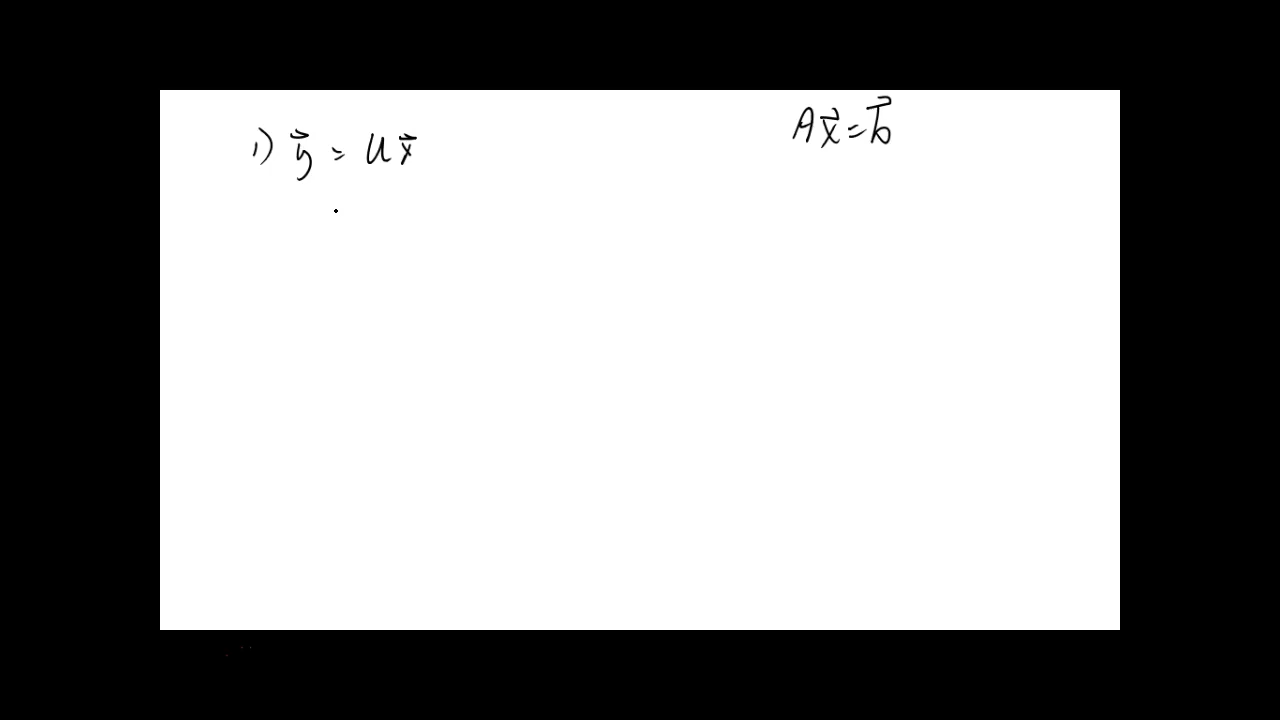 1) y⃗ = Ux⃗
Ax⃗ = b⃗